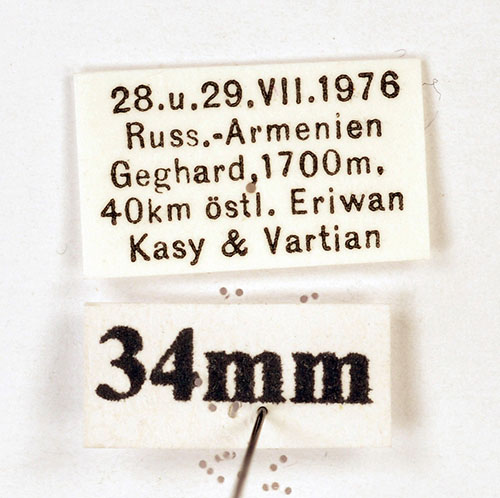 28.u.29.VII.1976
Russ.-Armenien
Geghard,1700m.
40km östl. Eriwan
Kasy & Vartian
34mm